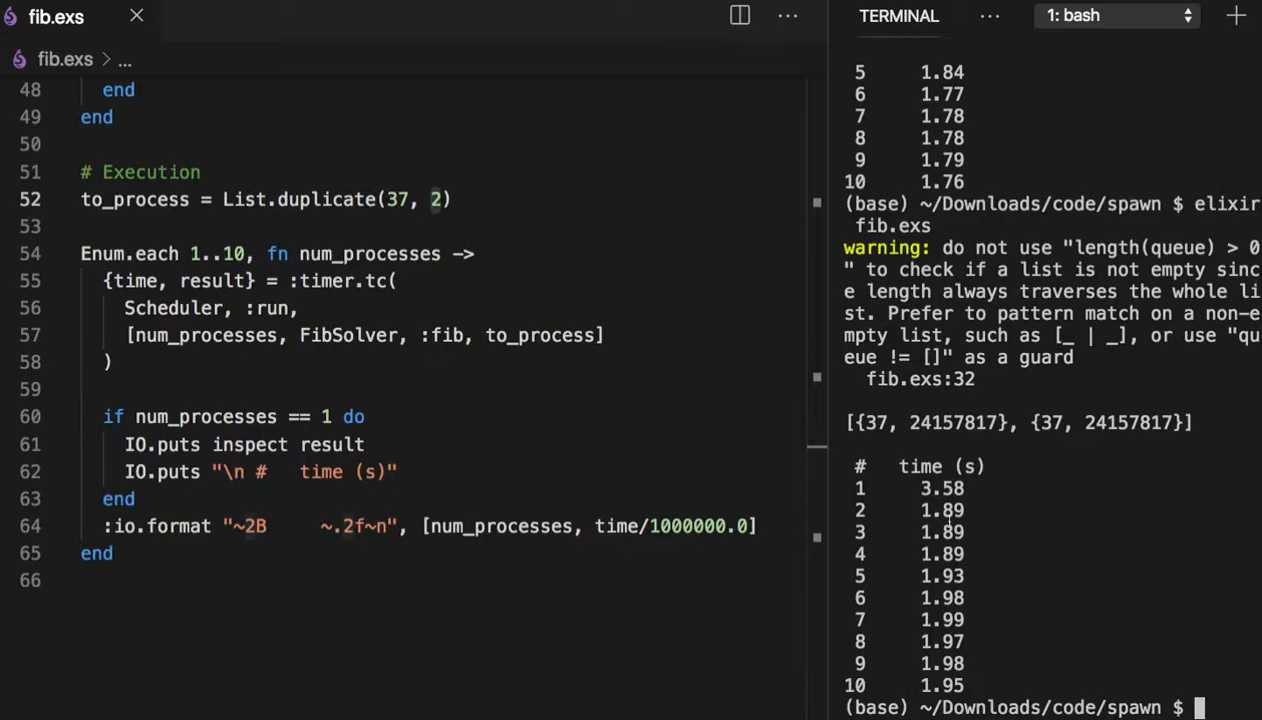 fib.exs
fib.exs > ...
48 end
49 end
50
51 # Execution
52 to_process = List.duplicate(37, 2)
53
54 Enum.each 1..10, fn num_processes ->
55 {time, result} = :timer.tc(
56 Scheduler, :run,
57 [num_processes, FibSolver, :fib, to_process]
58 )
59
60 if num_processes == 1 do
61 IO.puts inspect result
62 IO.puts "\n #   time (s)"
63 end
64 :io.format "~2B     ~.2f~n", [num_processes, time/1000000.0]
65 end
66
TERMINAL ... 1: bash
5 1.84
6 1.77
7 1.78
8 1.78
9 1.79
10 1.76
(base) ~/Downloads/code/spawn $ elixir
fib.exs
warning: do not use "length(queue) > 0
" to check if a list is not empty sinc
e length always traverses the whole li
st. Prefer to pattern match on a non-e
mpty list, such as [_ | _], or use "qu
eue != []" as a guard
fib.exs:32
[{37, 24157817}, {37, 24157817}]
# time (s)
1 3.58
2 1.89
3 1.89
4 1.89
5 1.93
6 1.98
7 1.99
8 1.97
9 1.98
10 1.95
(base) ~/Downloads/code/spawn $